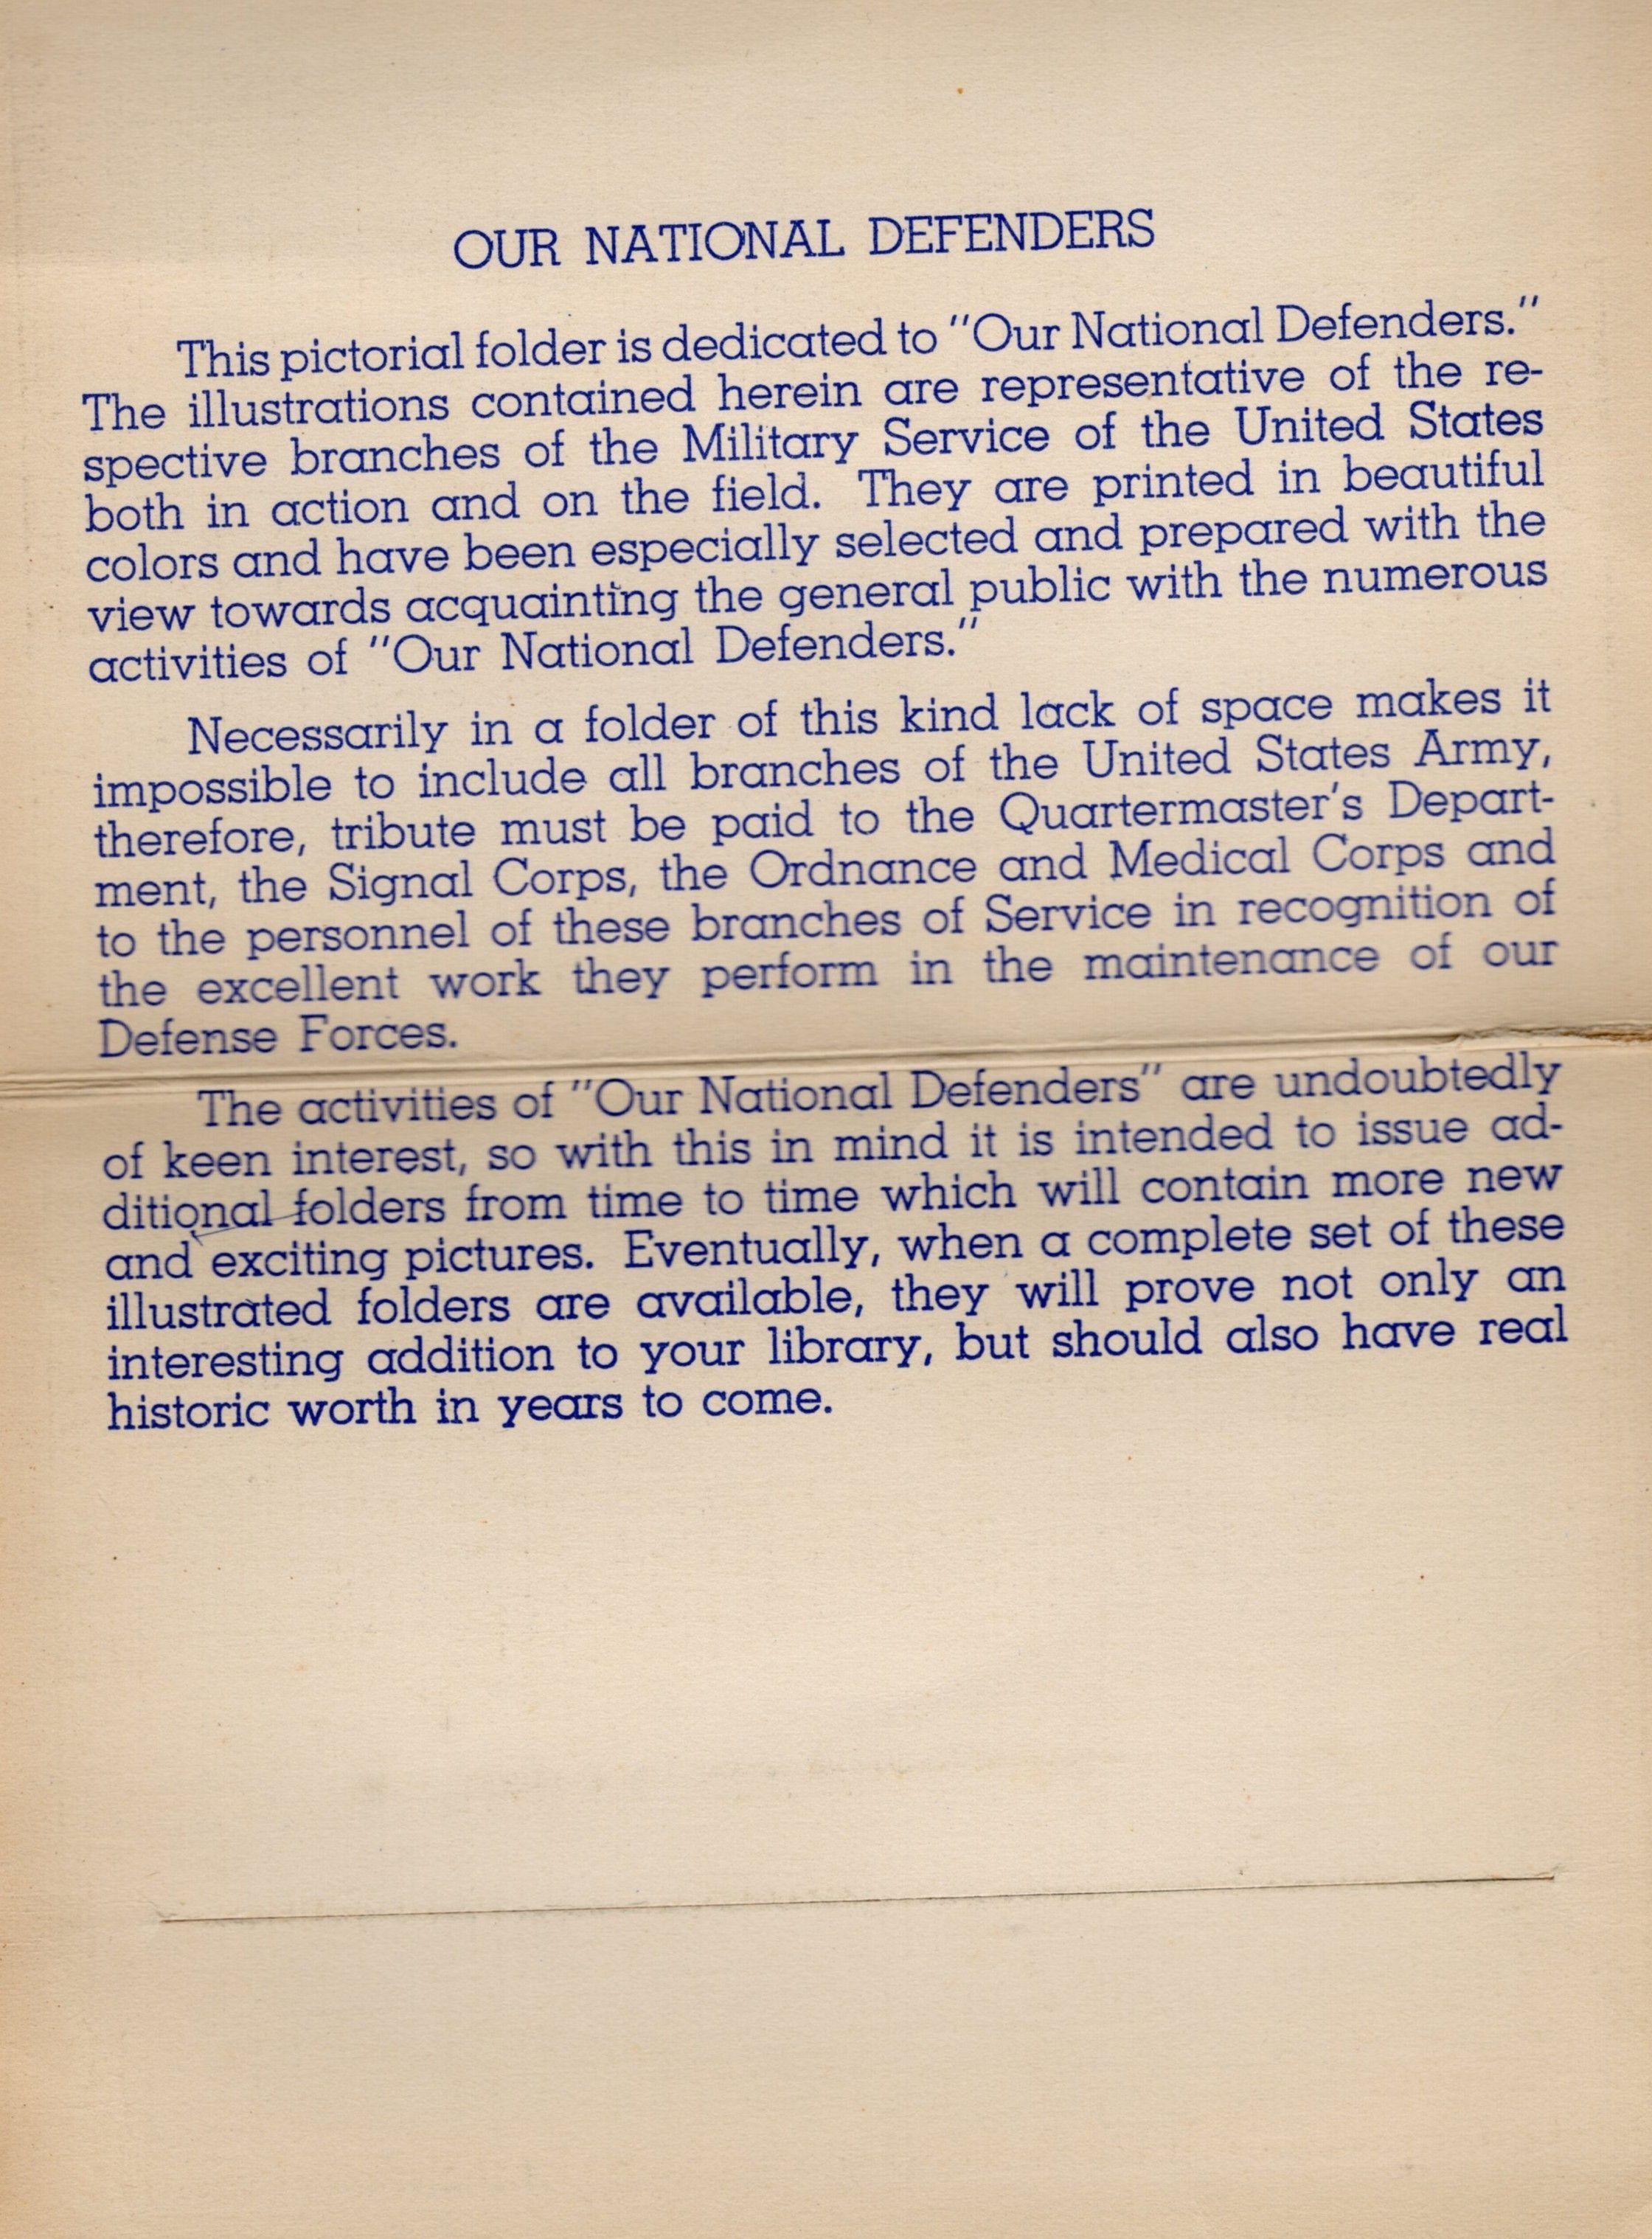 OUR NATIONAL DEFENDERS
This pictorial folder is dedicated to "Our National Defenders."
The illustrations contained herein are representative of the re-
spective branches of the Military Service of the United States
both in action and on the field. They are printed in beautiful
colors and have been especially selected and prepared with the
view towards acquainting the general public with the numerous
activities of "Our National Defenders."
Necessarily in a folder of this kind lack of space makes it
impossible to include all branches of the United States Army,
therefore, tribute must be paid to the Quartermaster's Depart-
ment, the Signal Corps, the Ordnance and Medical Corps and
to the personnel of these branches of Service in recognition of
the excellent work they perform in the maintenance of our
Defense Forces.
The activities of "Our National Defenders" are undoubtedly
of keen interest, so with this in mind it is intended to issue ad-
ditional folders from time to time which will contain more new
and exciting pictures. Eventually, when a complete set of these
illustrated folders are available, they will prove not only an
interesting addition to your library, but should also have real
historic worth in years to come.